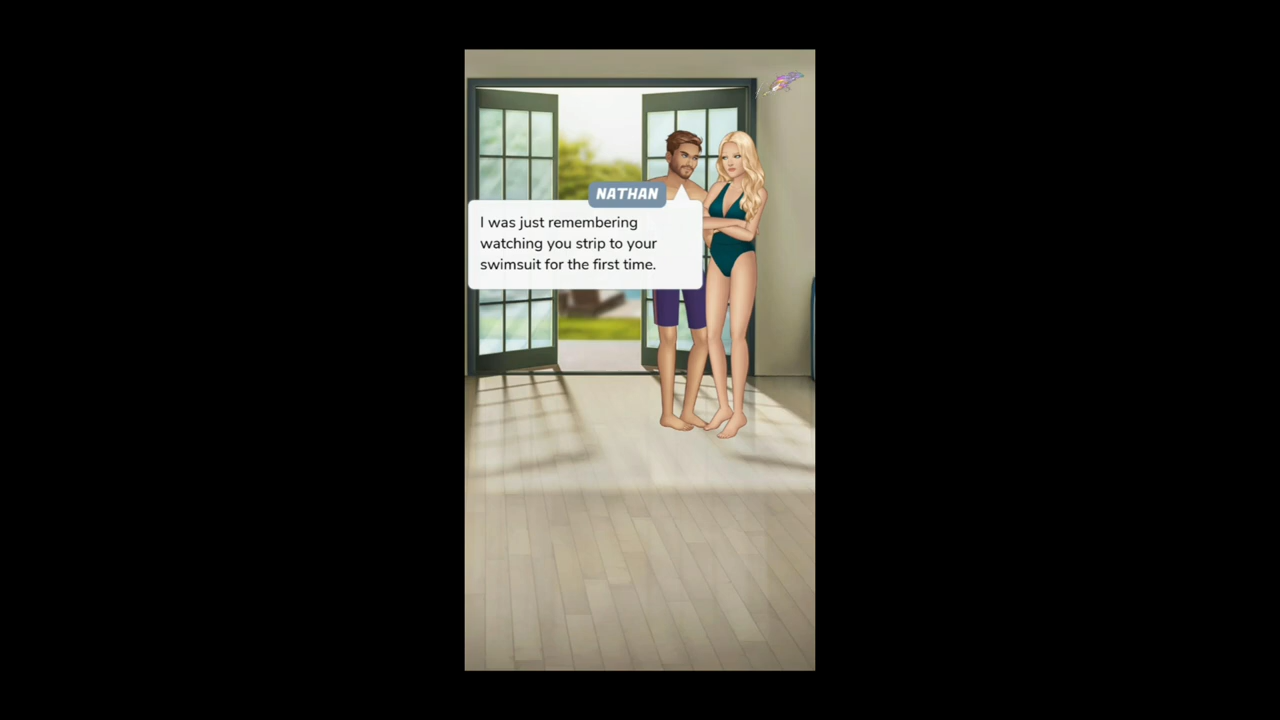 NATHAN
I was just remembering
watching you strip to your
swimsuit for the first time.